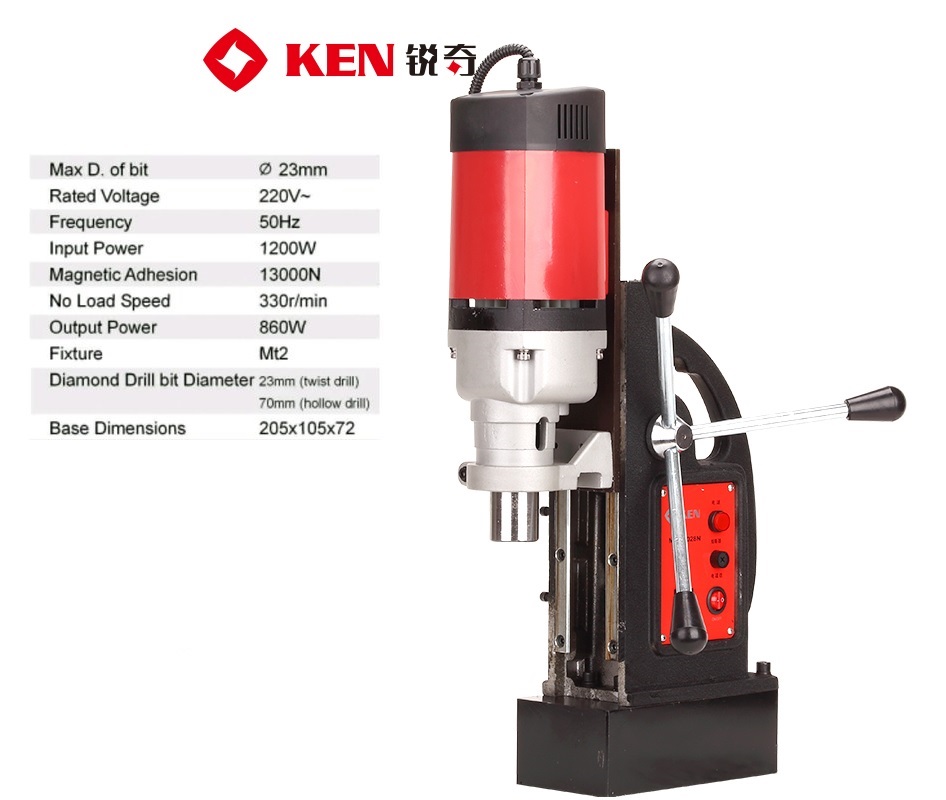 KEN 锐奇
Max D. of bit Ø 23mm
Rated Voltage 220V~
Frequency 50Hz
Input Power 1200W
Magnetic Adhesion 13000N
No Load Speed 330r/min
Output Power 860W
Fixture Mt2
Diamond Drill bit Diameter 23mm (twist drill)
70mm (hollow drill)
Base Dimensions 205x105x72
KEN